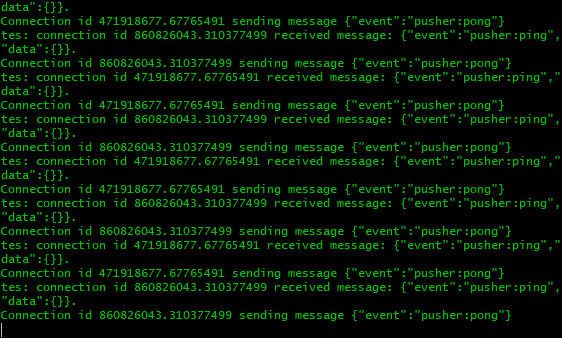 data":{}}.
Connection id 471918677.67765491 sending message {"event":"pusher:pong"}
tes: connection id 860826043.310377499 received message: {"event":"pusher:ping",
"data":{}}.
Connection id 860826043.310377499 sending message {"event":"pusher:pong"}
tes: connection id 471918677.67765491 received message: {"event":"pusher:ping","
data":{}}.
Connection id 471918677.67765491 sending message {"event":"pusher:pong"}
tes: connection id 860826043.310377499 received message: {"event":"pusher:ping",
"data":{}}.
Connection id 860826043.310377499 sending message {"event":"pusher:pong"}
tes: connection id 471918677.67765491 received message: {"event":"pusher:ping","
data":{}}.
Connection id 471918677.67765491 sending message {"event":"pusher:pong"}
tes: connection id 860826043.310377499 received message: {"event":"pusher:ping",
"data":{}}.
Connection id 860826043.310377499 sending message {"event":"pusher:pong"}
tes: connection id 471918677.67765491 received message: {"event":"pusher:ping","
data":{}}.
Connection id 471918677.67765491 sending message {"event":"pusher:pong"}
tes: connection id 860826043.310377499 received message: {"event":"pusher:ping",
"data":{}}.
Connection id 860826043.310377499 sending message {"event":"pusher:pong"}